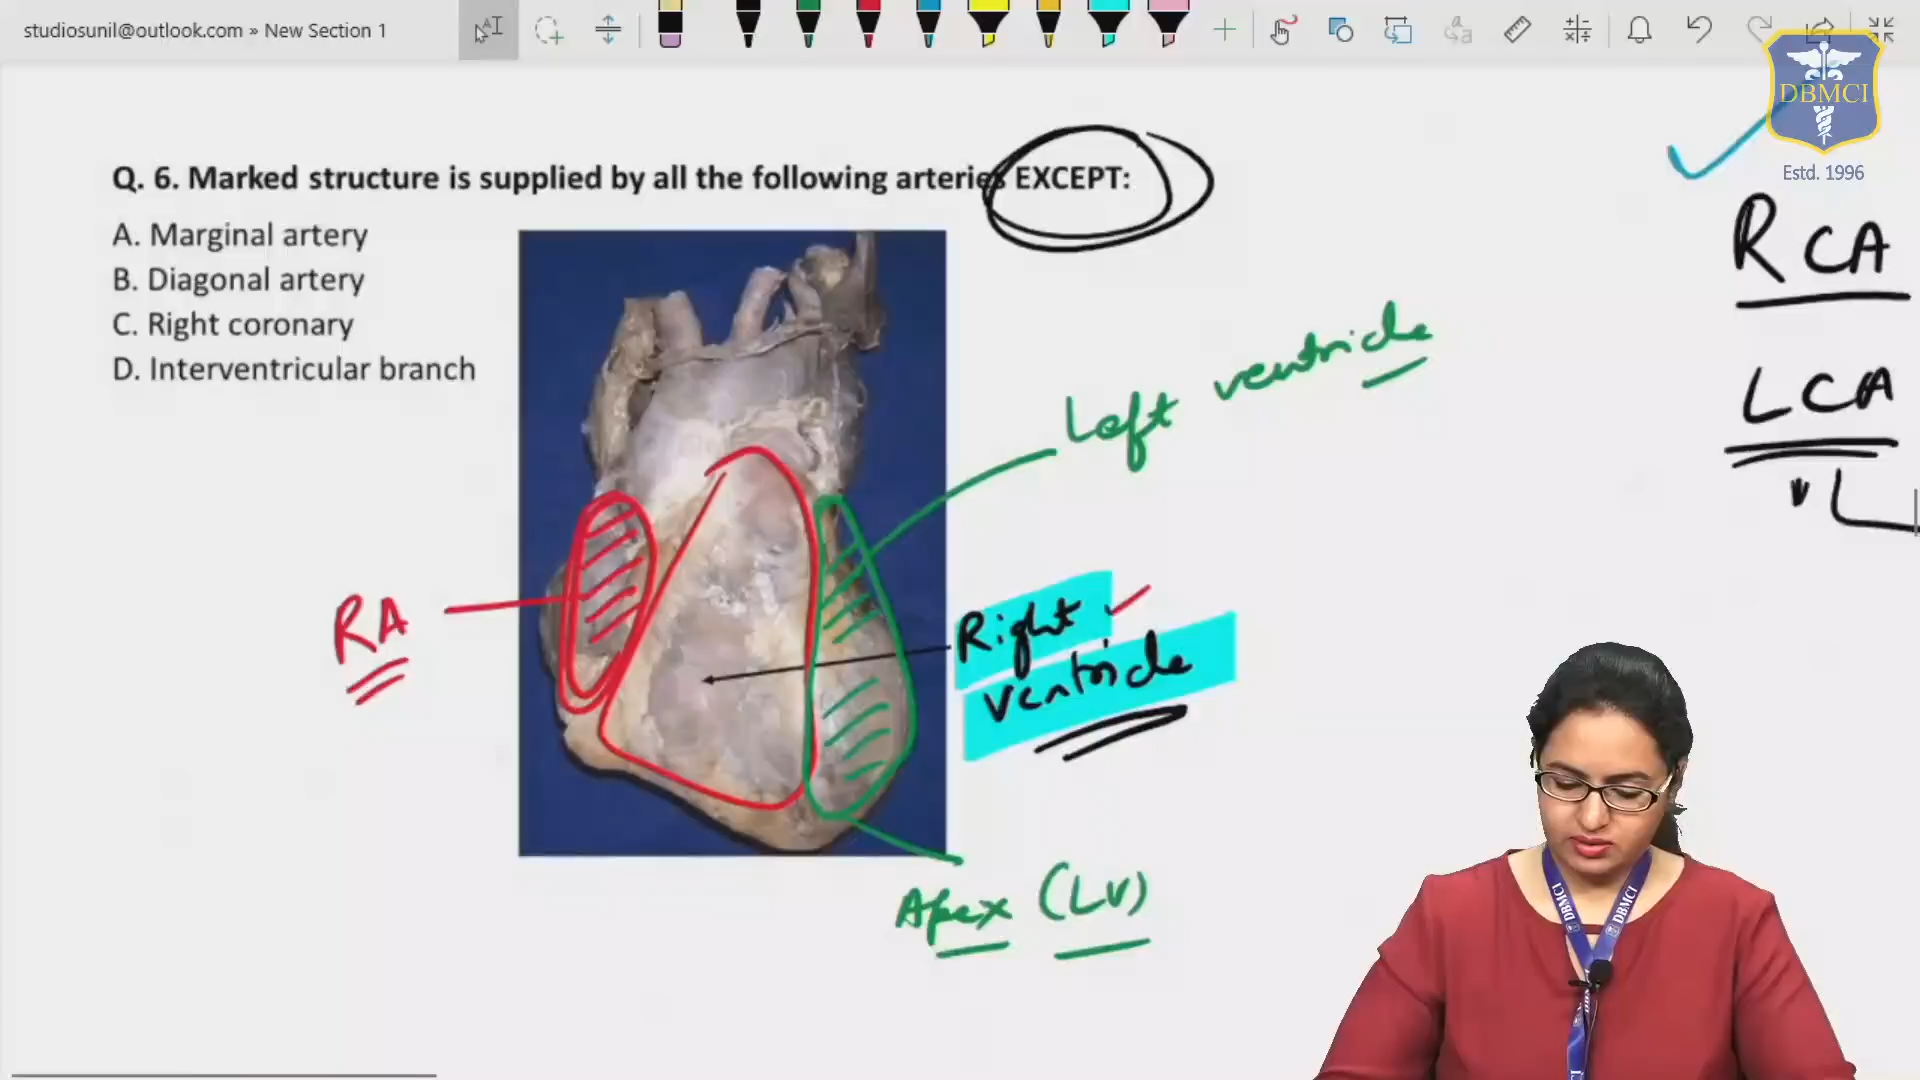 studiosunil@outlook.com » New Section 1
DBMCI
Estd. 1996
Q. 6. Marked structure is supplied by all the following arteries EXCEPT:
A. Marginal artery
B. Diagonal artery
C. Right coronary
D. Interventricular branch
RCA
LCA
Left ventricle
RA
Right
ventricle
Apex (LV)
DBMCI
DBMCI